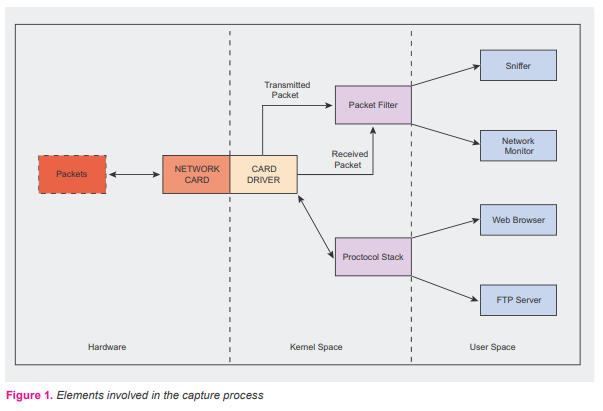 Sniffer
Transmitted
Packet
Packet Filter
Network
Monitor
Received
Packet
Packets
NETWORK
CARD
CARD
DRIVER
Web Browser
Proctocol Stack
FTP Server
Hardware
Kernel Space
User Space
Figure 1. Elements involved in the capture process